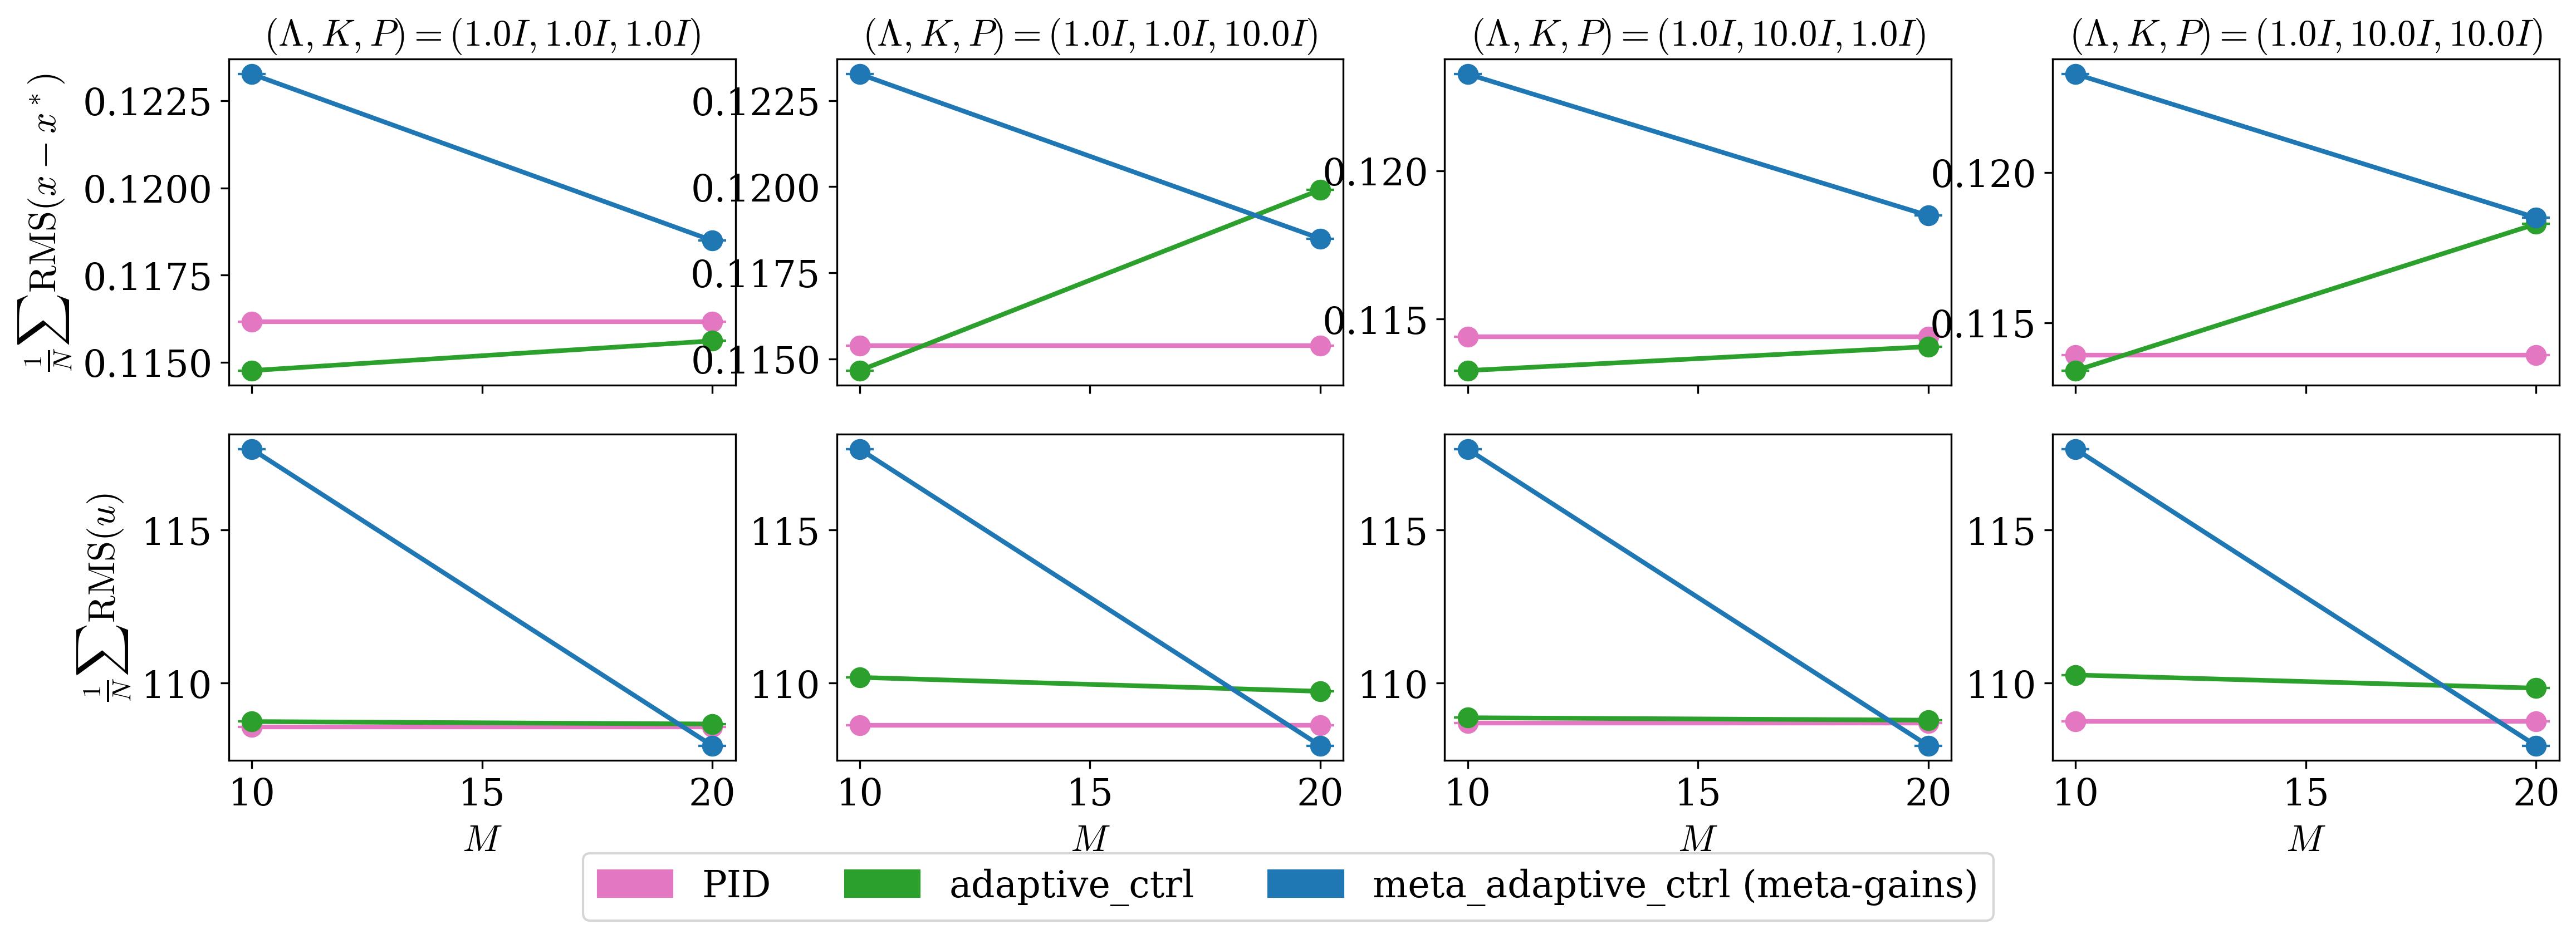 (Λ, K, P) = (1.0I, 1.0I, 1.0I)
(Λ, K, P) = (1.0I, 1.0I, 10.0I)
(Λ, K, P) = (1.0I, 10.0I, 1.0I)
(Λ, K, P) = (1.0I, 10.0I, 10.0I)
1/N ∑ RMS(x − x*)
0.1225
0.1200
0.1175
0.1150
0.1225
0.1200
0.1175
0.1150
0.120
0.115
0.120
0.115
1/N ∑ RMS(u)
115
110
115
110
115
110
115
110
10 15 20
10 15 20
10 15 20
10 15 20
M
M
M
M
PID
adaptive_ctrl
meta_adaptive_ctrl (meta-gains)